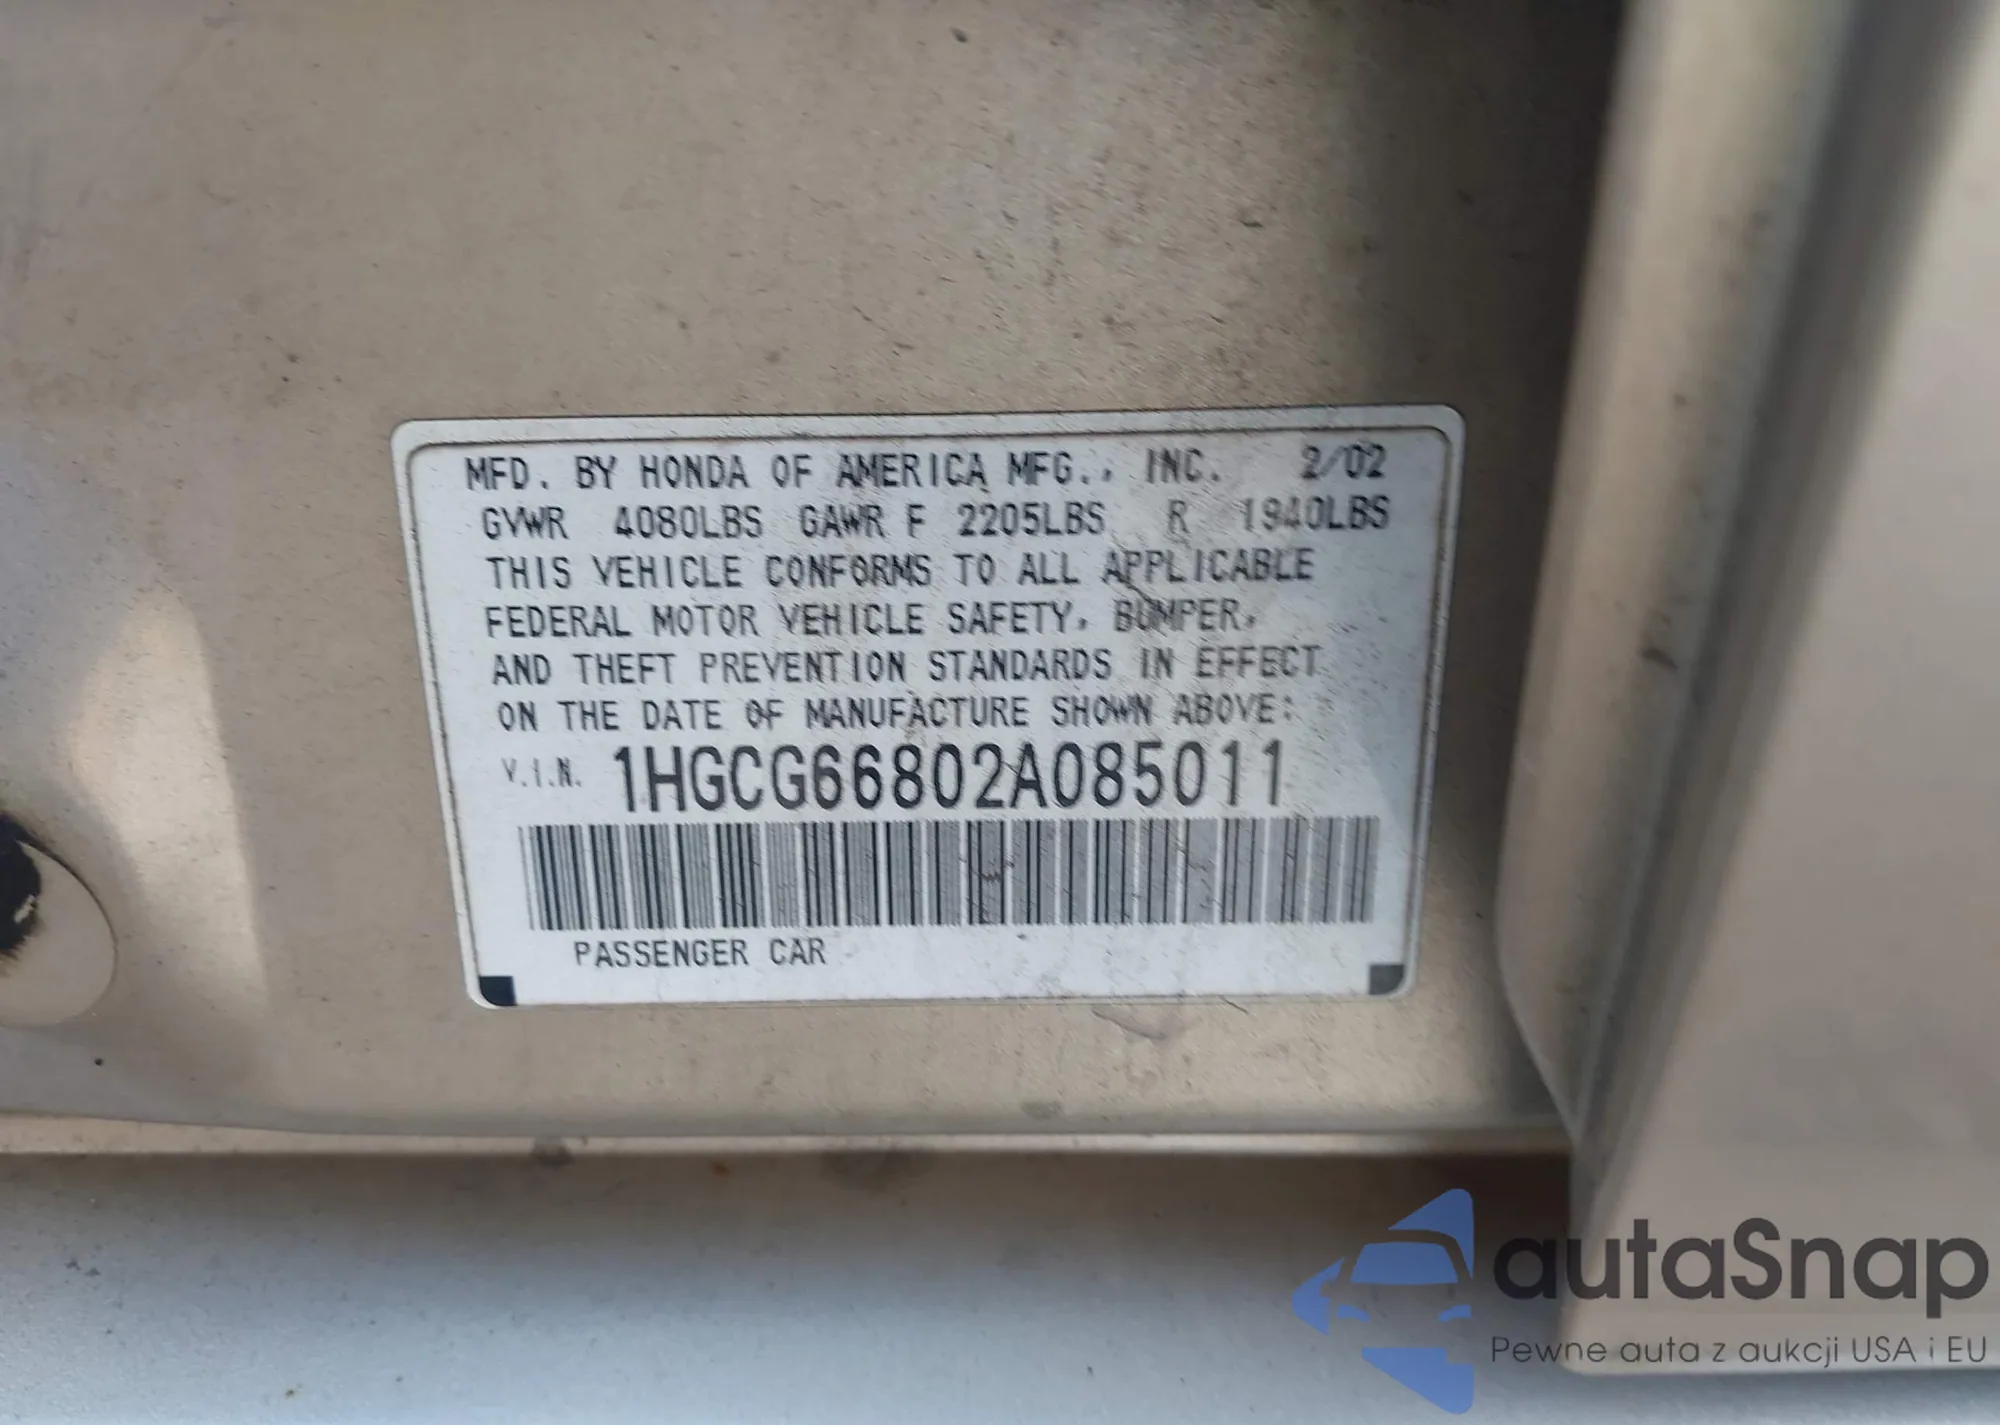 MFD. BY HONDA OF AMERICA MFG., INC. 2/02
GVWR 4080LBS GAWR F 2205LBS R 1940LBS
THIS VEHICLE CONFORMS TO ALL APPLICABLE
FEDERAL MOTOR VEHICLE SAFETY, BUMPER,
AND THEFT PREVENTION STANDARDS IN EFFECT
ON THE DATE OF MANUFACTURE SHOWN ABOVE:
V.I.N. 1HGCG66802A085011
PASSENGER CAR
autaSnap
Pewne auta z aukcji USA i EU